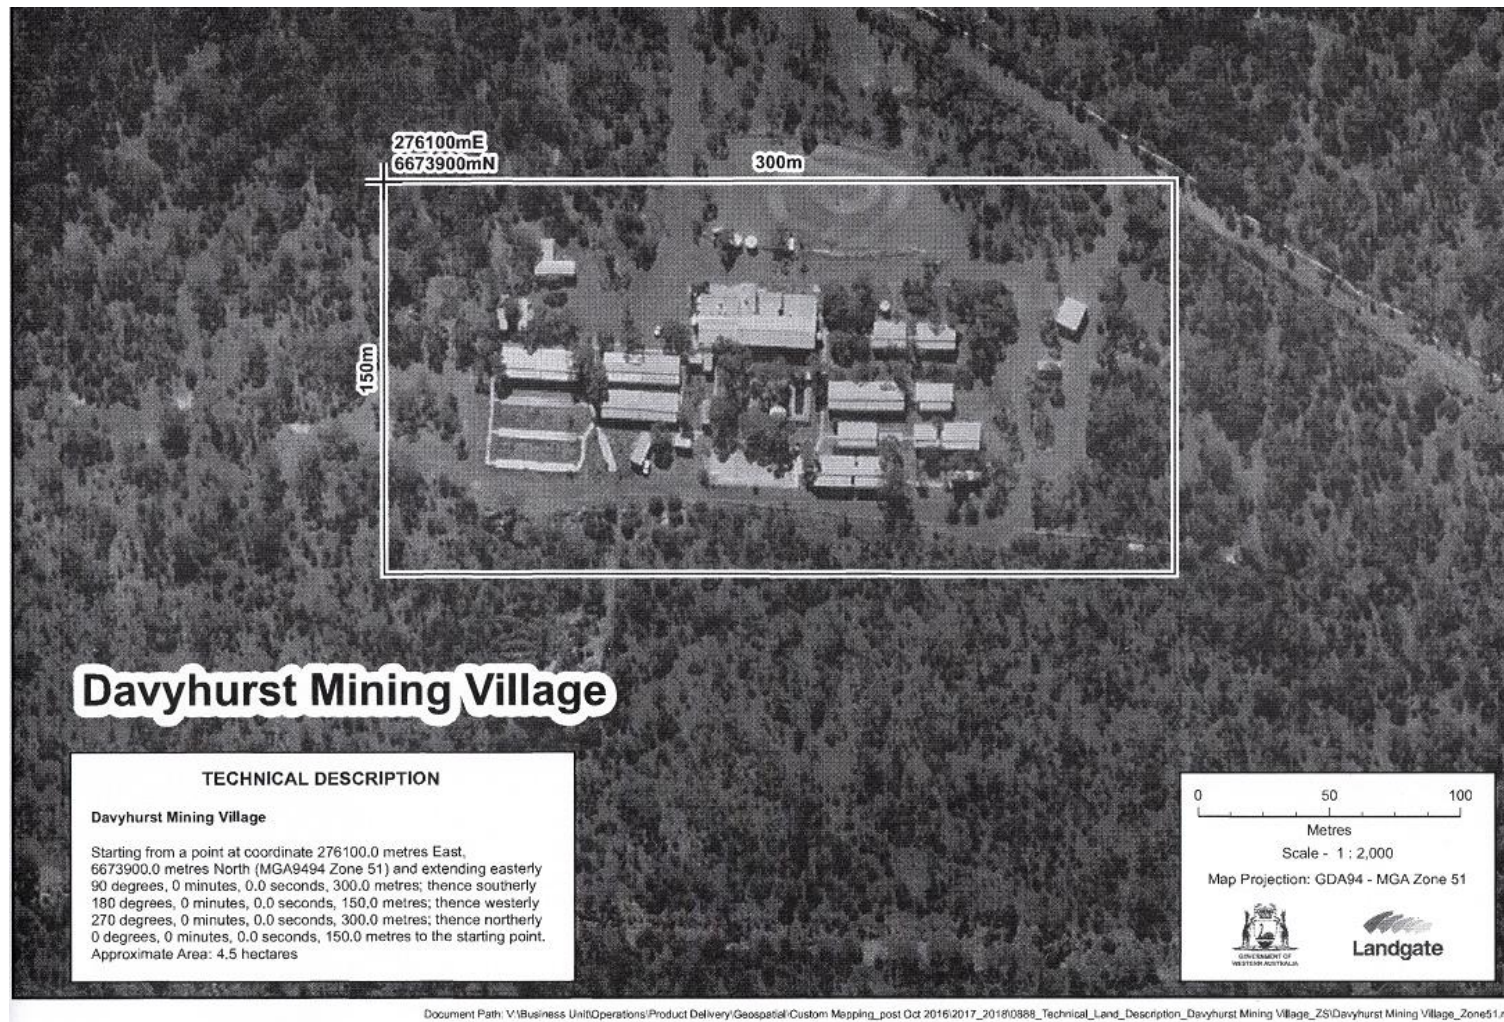 276100mE
6673900mN
300m
150m
Davyhurst Mining Village
TECHNICAL DESCRIPTION
Davyhurst Mining Village
Starting from a point at coordinate 276100.0 metres East,
6673900.0 metres North (MGA9494 Zone 51) and extending easterly
90 degrees, 0 minutes, 0.0 seconds, 300.0 metres; thence southerly
180 degrees, 0 minutes, 0.0 seconds, 150.0 metres; thence westerly
270 degrees, 0 minutes, 0.0 seconds, 300.0 metres; thence northerly
0 degrees, 0 minutes, 0.0 seconds, 150.0 metres to the starting point.
Approximate Area: 4.5 hectares
0 50 100
Metres
Scale - 1 : 2,000
Map Projection: GDA94 - MGA Zone 51
GOVERNMENT OF
WESTERN AUSTRALIA
Landgate
Document Path: V:\Business Unit\Operations\Product Delivery\Geospatial\Custom Mapping_post Oct 2016\2017_2018\0888_Technical_Land_Description_Davyhurst Mining Village_ZS\Davyhurst Mining Village_Zone51.